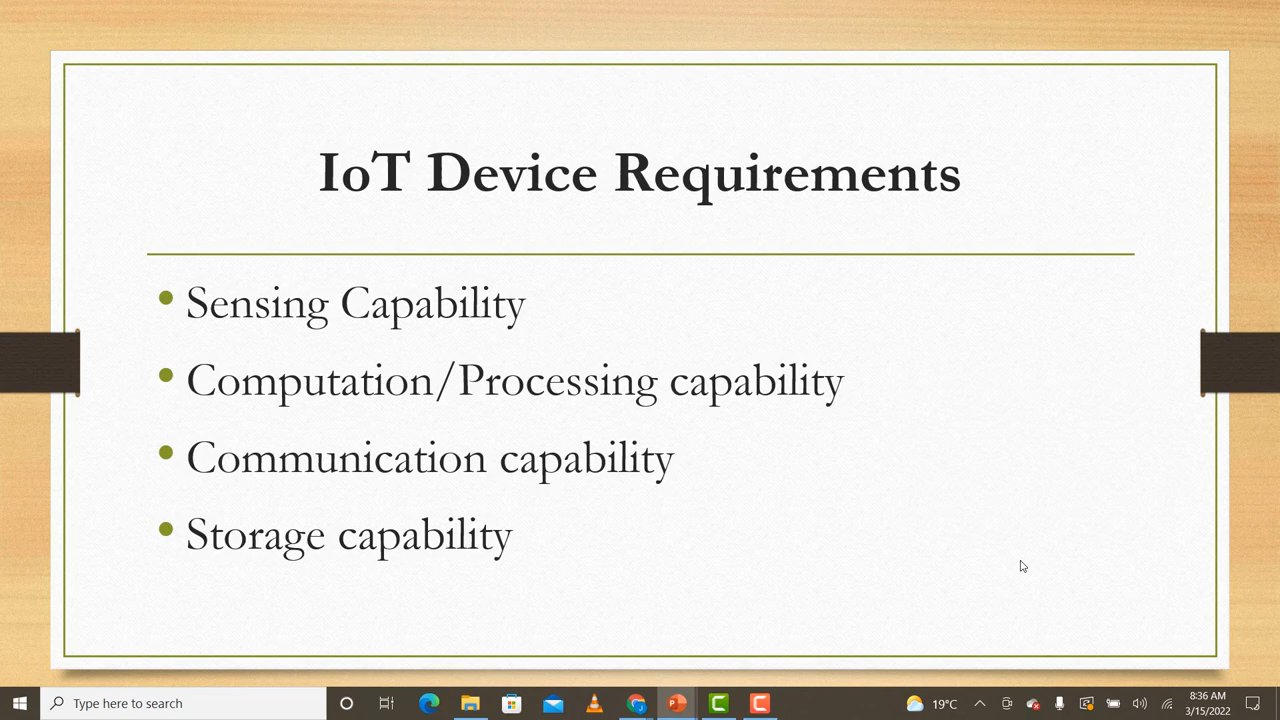 IoT Device Requirements
• Sensing Capability
• Computation/Processing capability
• Communication capability
• Storage capability
Type here to search
19°C
8:36 AM
3/15/2022